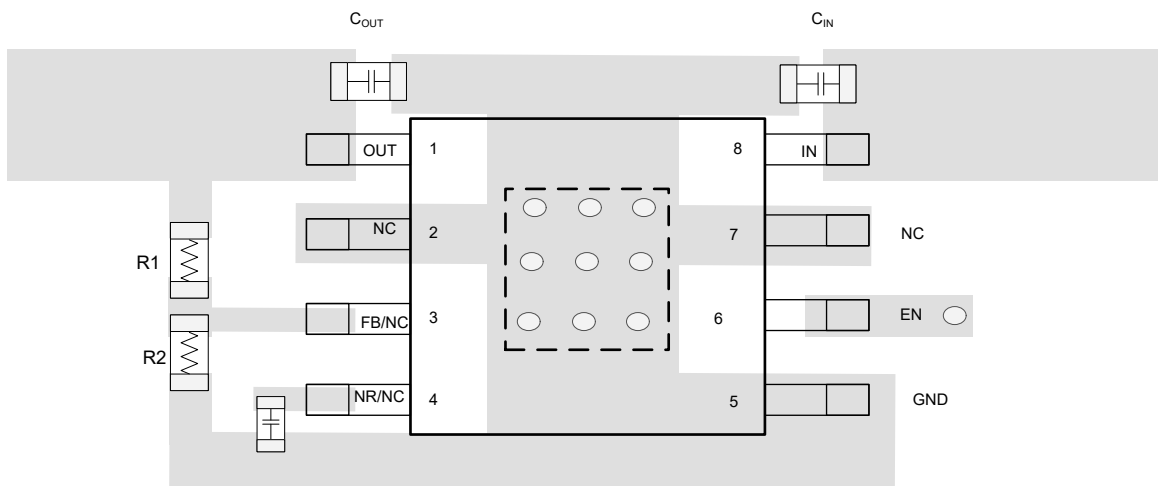 COUT
CIN
OUT
1
8
IN
NC
2
7
NC
R1
FB/NC
3
6
EN
R2
NR/NC
4
5
GND